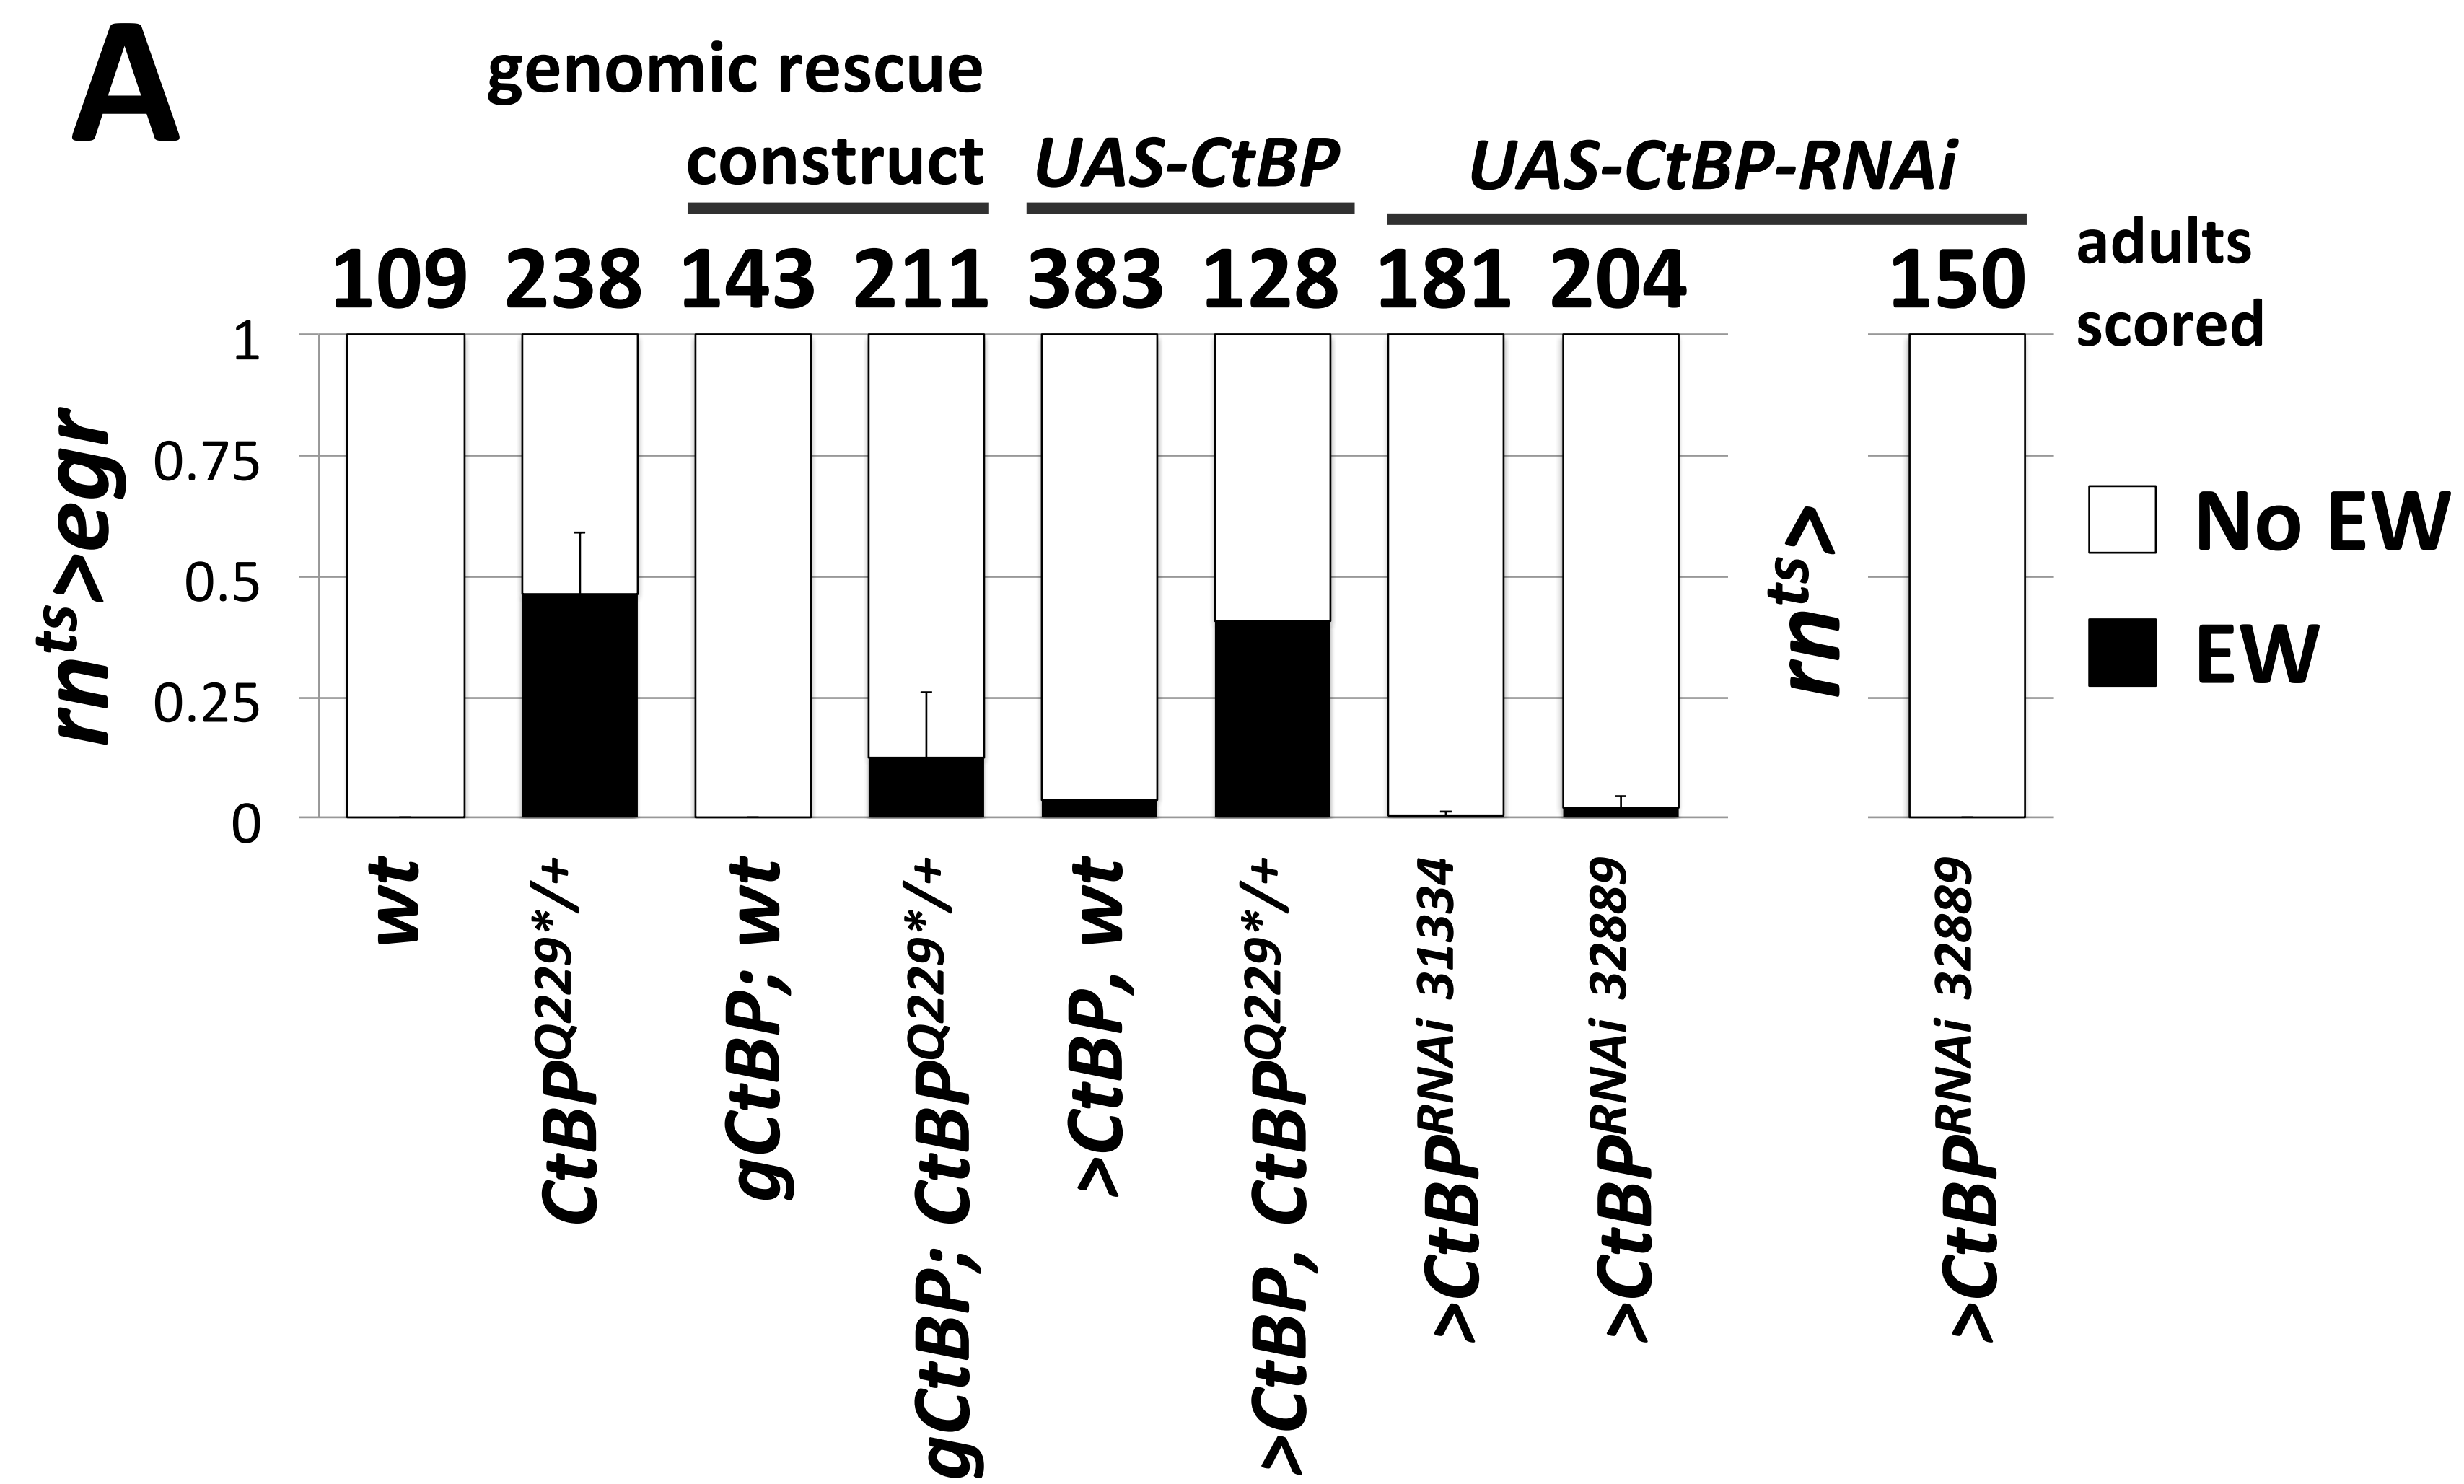 A
genomic rescue
construct
UAS-CtBP
UAS-CtBP-RNAi
109 238 143 211 383 128 181 204 150
adults
scored
1
0.75
0.5
0.25
0
rnᵗˢ>egr
rnᵗˢ>
No EW
EW
wt
CtBPQ229*/+
gCtBP; wt
gCtBP; CtBPQ229*/+
>CtBP, wt
>CtBP, CtBPQ229*/+
>CtBPRNAi 31334
>CtBPRNAi 32889
>CtBPRNAi 32889